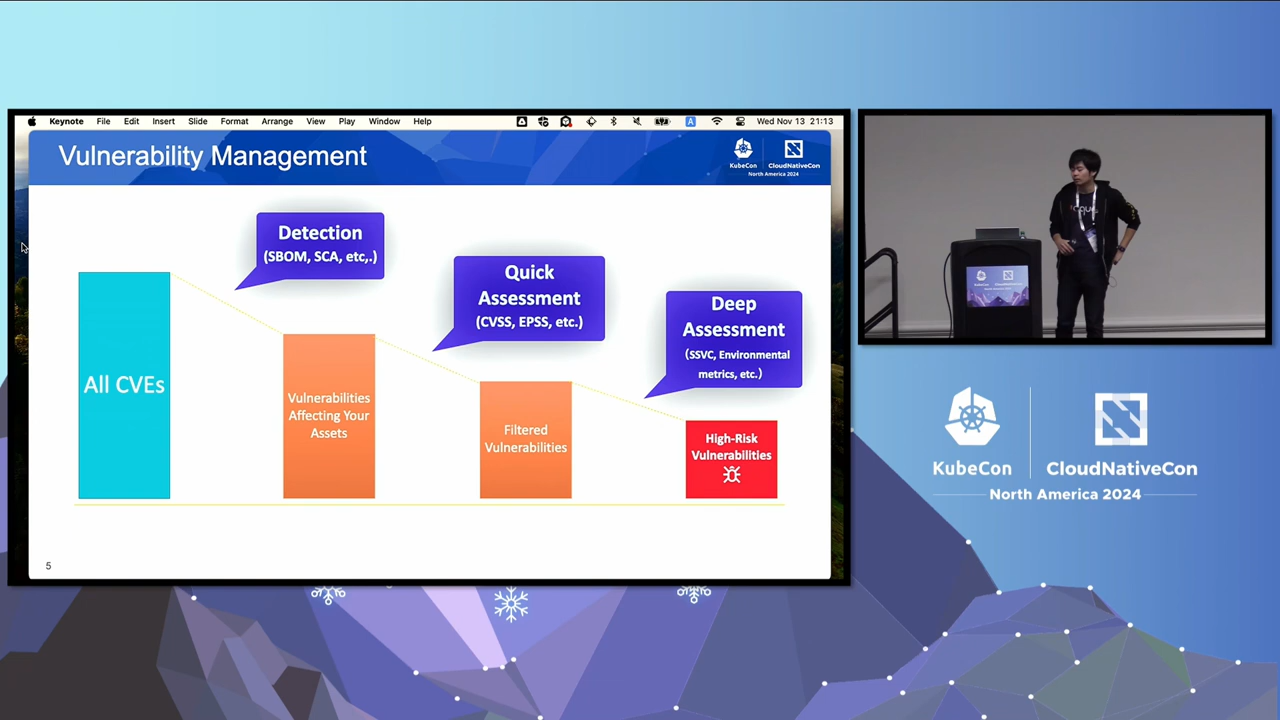 Keynote File Edit Insert Slide Format Arrange View Play Window Help A Wed Nov 13 21:13
Vulnerability Management
KubeCon CloudNativeCon
North America 2024
Detection
(SBOM, SCA, etc,.)
Quick
Assessment
(CVSS, EPSS, etc.)
Deep
Assessment
(SSVC, Environmental
metrics, etc.)
All CVEs
Vulnerabilities
Affecting Your
Assets
Filtered
Vulnerabilities
High-Risk
Vulnerabilities
5
KubeCon CloudNativeCon
North America 2024